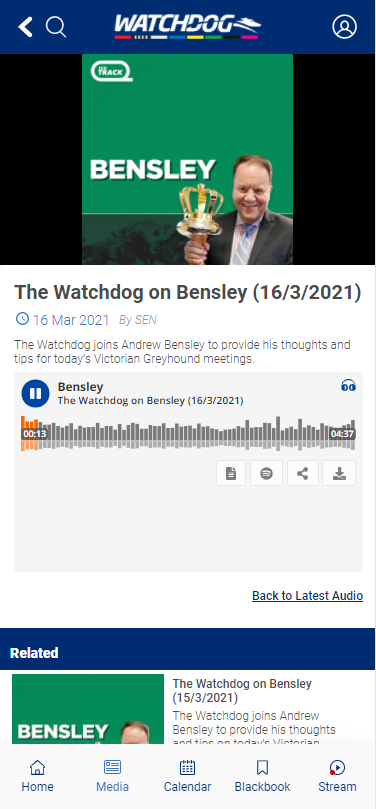 WATCHDOG
TRACK
BENSLEY
The Watchdog on Bensley (16/3/2021)
16 Mar 2021 By SEN
The Watchdog joins Andrew Bensley to provide his thoughts and
tips for today's Victorian Greyhound meetings.
Bensley
The Watchdog on Bensley (16/3/2021)
00:13 04:37
Back to Latest Audio
Related
The Watchdog on Bensley
(15/3/2021)
The Watchdog joins Andrew
Bensley to provide his thoughts
and tips on today's Victorian
BENSLEY
Home Media Calendar Blackbook Stream